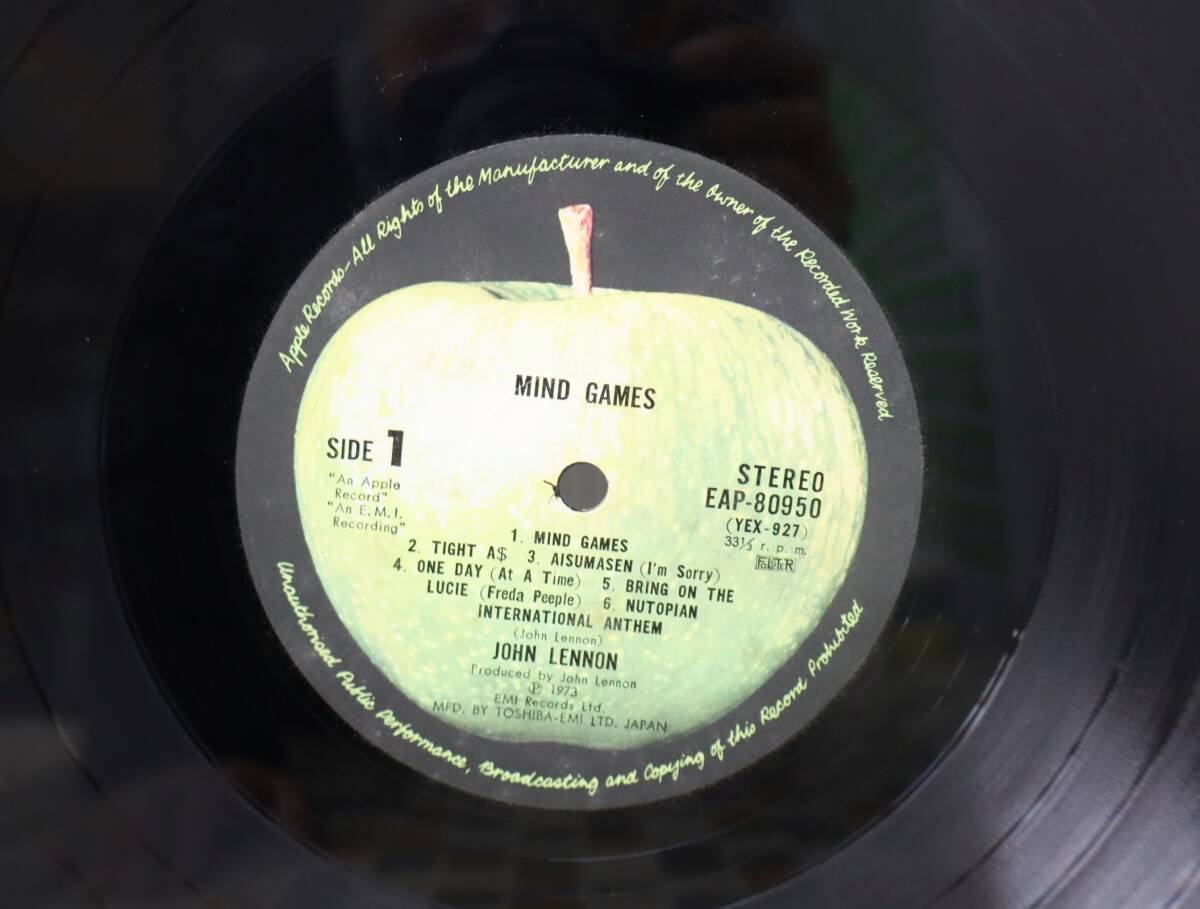 Apple Records-All Rights of the Manufacturer and of the Owner of the Recorded Work Reserved
MIND GAMES
SIDE 1
"An Apple
Record"
"An E.M.I.
Recording"
STEREO
EAP-80950
(YEX-927)
33⅓ r. p. m.
1. MIND GAMES
2. TIGHT A$ 3. AISUMASEN (I'm Sorry)
4. ONE DAY (At A Time) 5. BRING ON THE
LUCIE (Freda Peeple) 6. NUTOPIAN
INTERNATIONAL ANTHEM
(John Lennon)
JOHN LENNON
Produced by John Lennon
℗ 1973
EMI Records Ltd.
MFD. BY TOSHIBA-EMI LTD. JAPAN
Unauthorised Public Performance, Broadcasting and Copying of this Record Prohibited